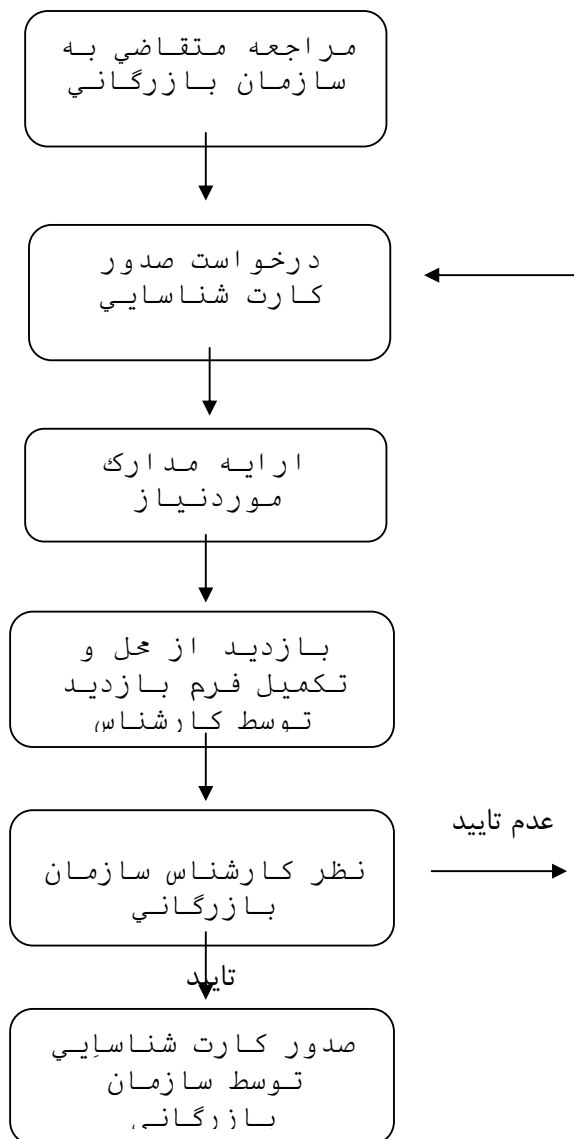 مراجعه متقاضي به
سازمان بازرگاني
درخواست صدور
كارت شناسايي
ارايه مدارك
موردنياز
بازديد از محل و
تكميل فرم بازديد
توسط كارشناس
عدم تاييد
نظر كارشناس سازمان
بازرگاني
تاييد
صدور كارت شناسايي
توسط سازمان
بازرگاني